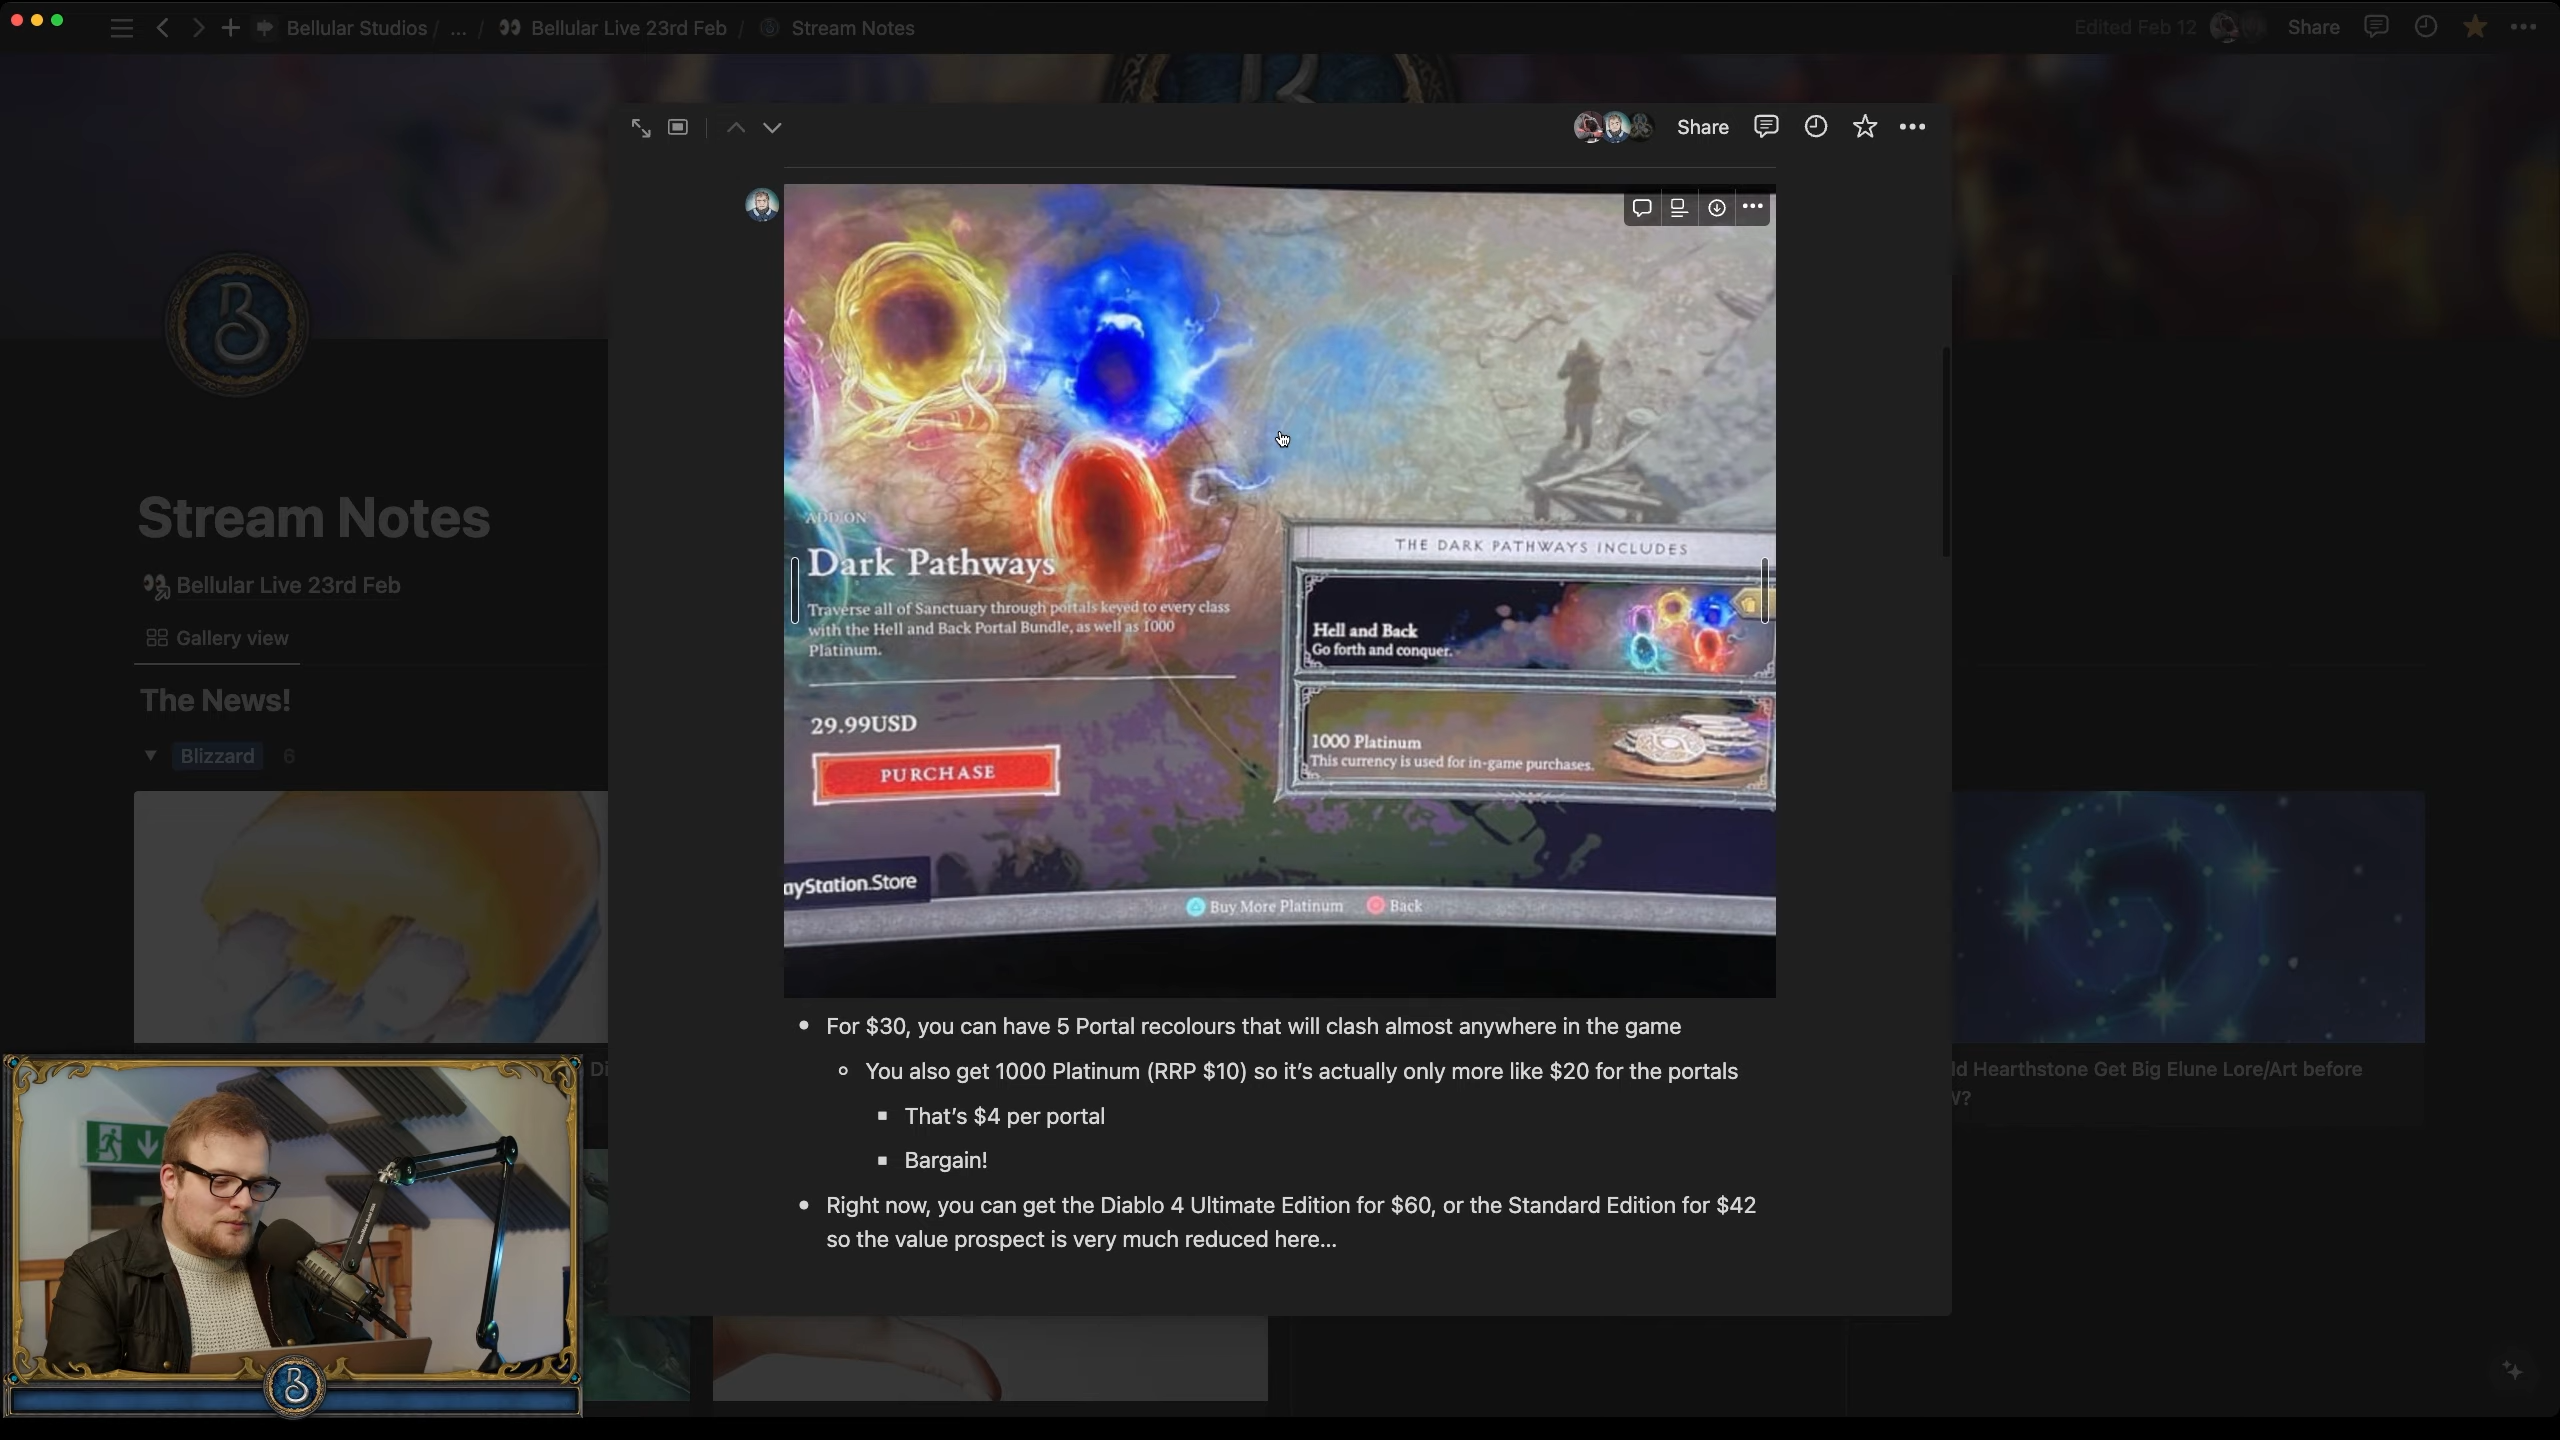 Bellular Studios / ... / Bellular Live 23rd Feb / Stream Notes
Edited Feb 12
Share
Share
ADD ON
Dark Pathways
Traverse all of Sanctuary through portals keyed to every class
with the Hell and Back Portal Bundle, as well as 1000
Platinum.
29.99USD
PURCHASE
THE DARK PATHWAYS INCLUDES
Hell and Back
Go forth and conquer.
1000 Platinum
This currency is used for in-game purchases.
ayStation.Store
Buy More Platinum
Back
Stream Notes
Bellular Live 23rd Feb
Gallery view
The News!
Blizzard 6
• For $30, you can have 5 Portal recolours that will clash almost anywhere in the game
You also get 1000 Platinum (RRP $10) so it’s actually only more like $20 for the portals
That’s $4 per portal
Bargain!
• Right now, you can get the Diablo 4 Ultimate Edition for $60, or the Standard Edition for $42
so the value prospect is very much reduced here...
Di
ld Hearthstone Get Big Elune Lore/Art before
W?
B
B